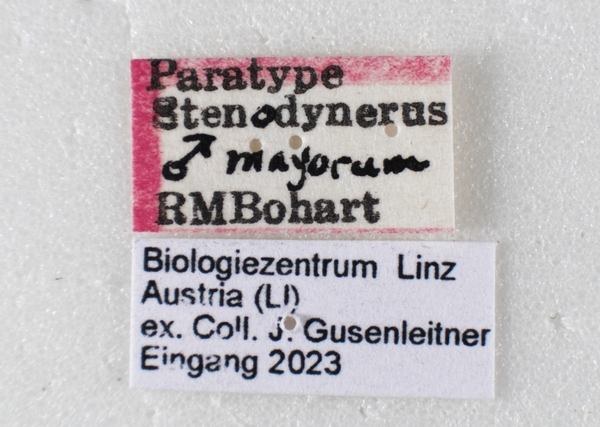 Paratype
Stenodynerus
♂ mayorum
RMBohart
Biologiezentrum Linz
Austria (LI)
ex. Coll. J. Gusenleitner
Eingang 2023